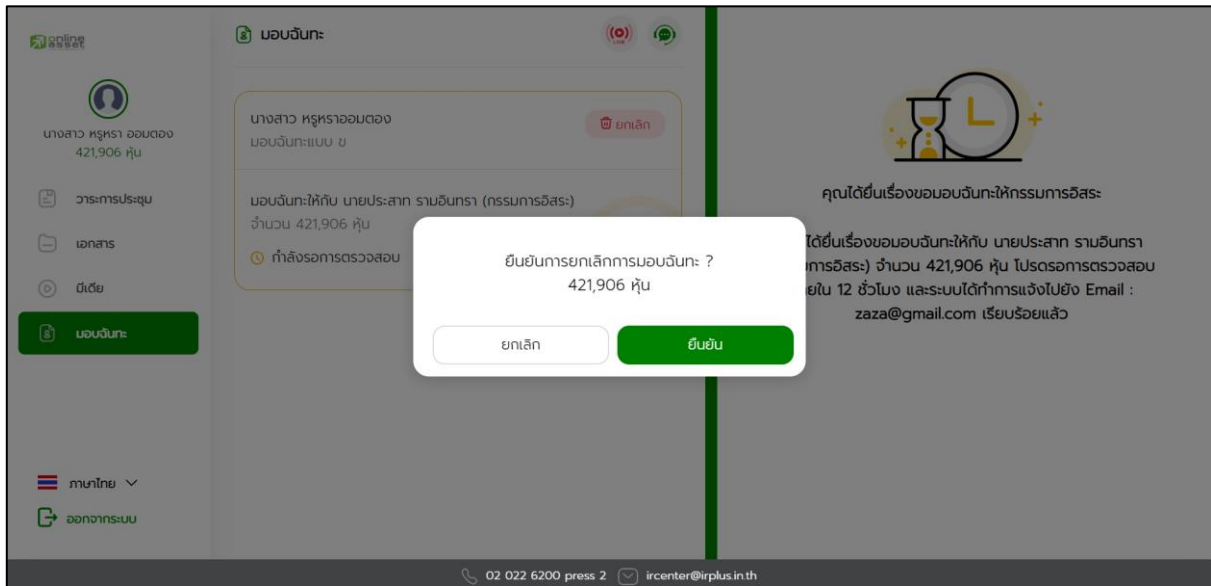 online
asset
นางสาว หรูหรา ออมตอง
421,906 หุ้น
วาระการประชุม
เอกสาร
มีเดีย
มอบฉันทะ
ภาษาไทย
ออกจากระบบ
มอบฉันทะ
LIVE
นางสาว หรูหราออมตอง
มอบฉันทะแบบ ข
ยกเลิก
มอบฉันทะให้กับ นายประสาท รามอินทรา (กรรมการอิสระ)
จำนวน 421,906 หุ้น
กำลังรอการตรวจสอบ
ยืนยันการยกเลิกการมอบฉันทะ ?
421,906 หุ้น
ยกเลิก
ยืนยัน
คุณได้ยื่นเรื่องขอมอบฉันทะให้กรรมการอิสระ
ได้ยื่นเรื่องขอมอบฉันทะให้กับ นายประสาท รามอินทรา
การอิสระ) จำนวน 421,906 หุ้น โปรดรอการตรวจสอบ
ยใน 12 ชั่วโมง และระบบได้ทำการแจ้งไปยัง Email :
zaza@gmail.com เรียบร้อยแล้ว
02 022 6200 press 2 ircenter@irplus.in.th